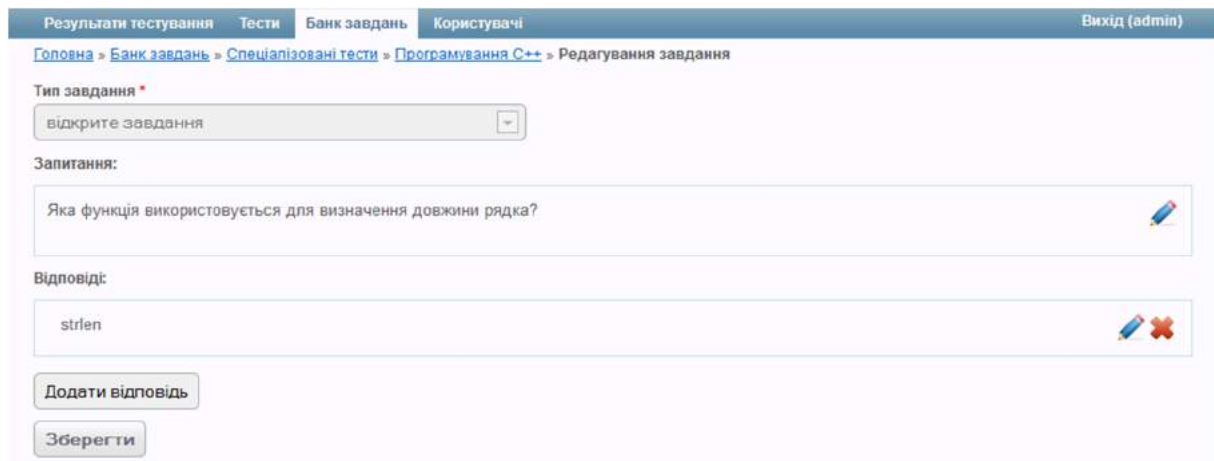 Результати тестування Тести Банк завдань Користувачі Вихід (admin)
Головна » Банк завдань » Спеціалізовані тести » Програмування C++ » Редагування завдання
Тип завдання *
відкрите завдання
Запитання:
Яка функція використовується для визначення довжини рядка?
Відповіді:
strlen
Додати відповідь
Зберегти